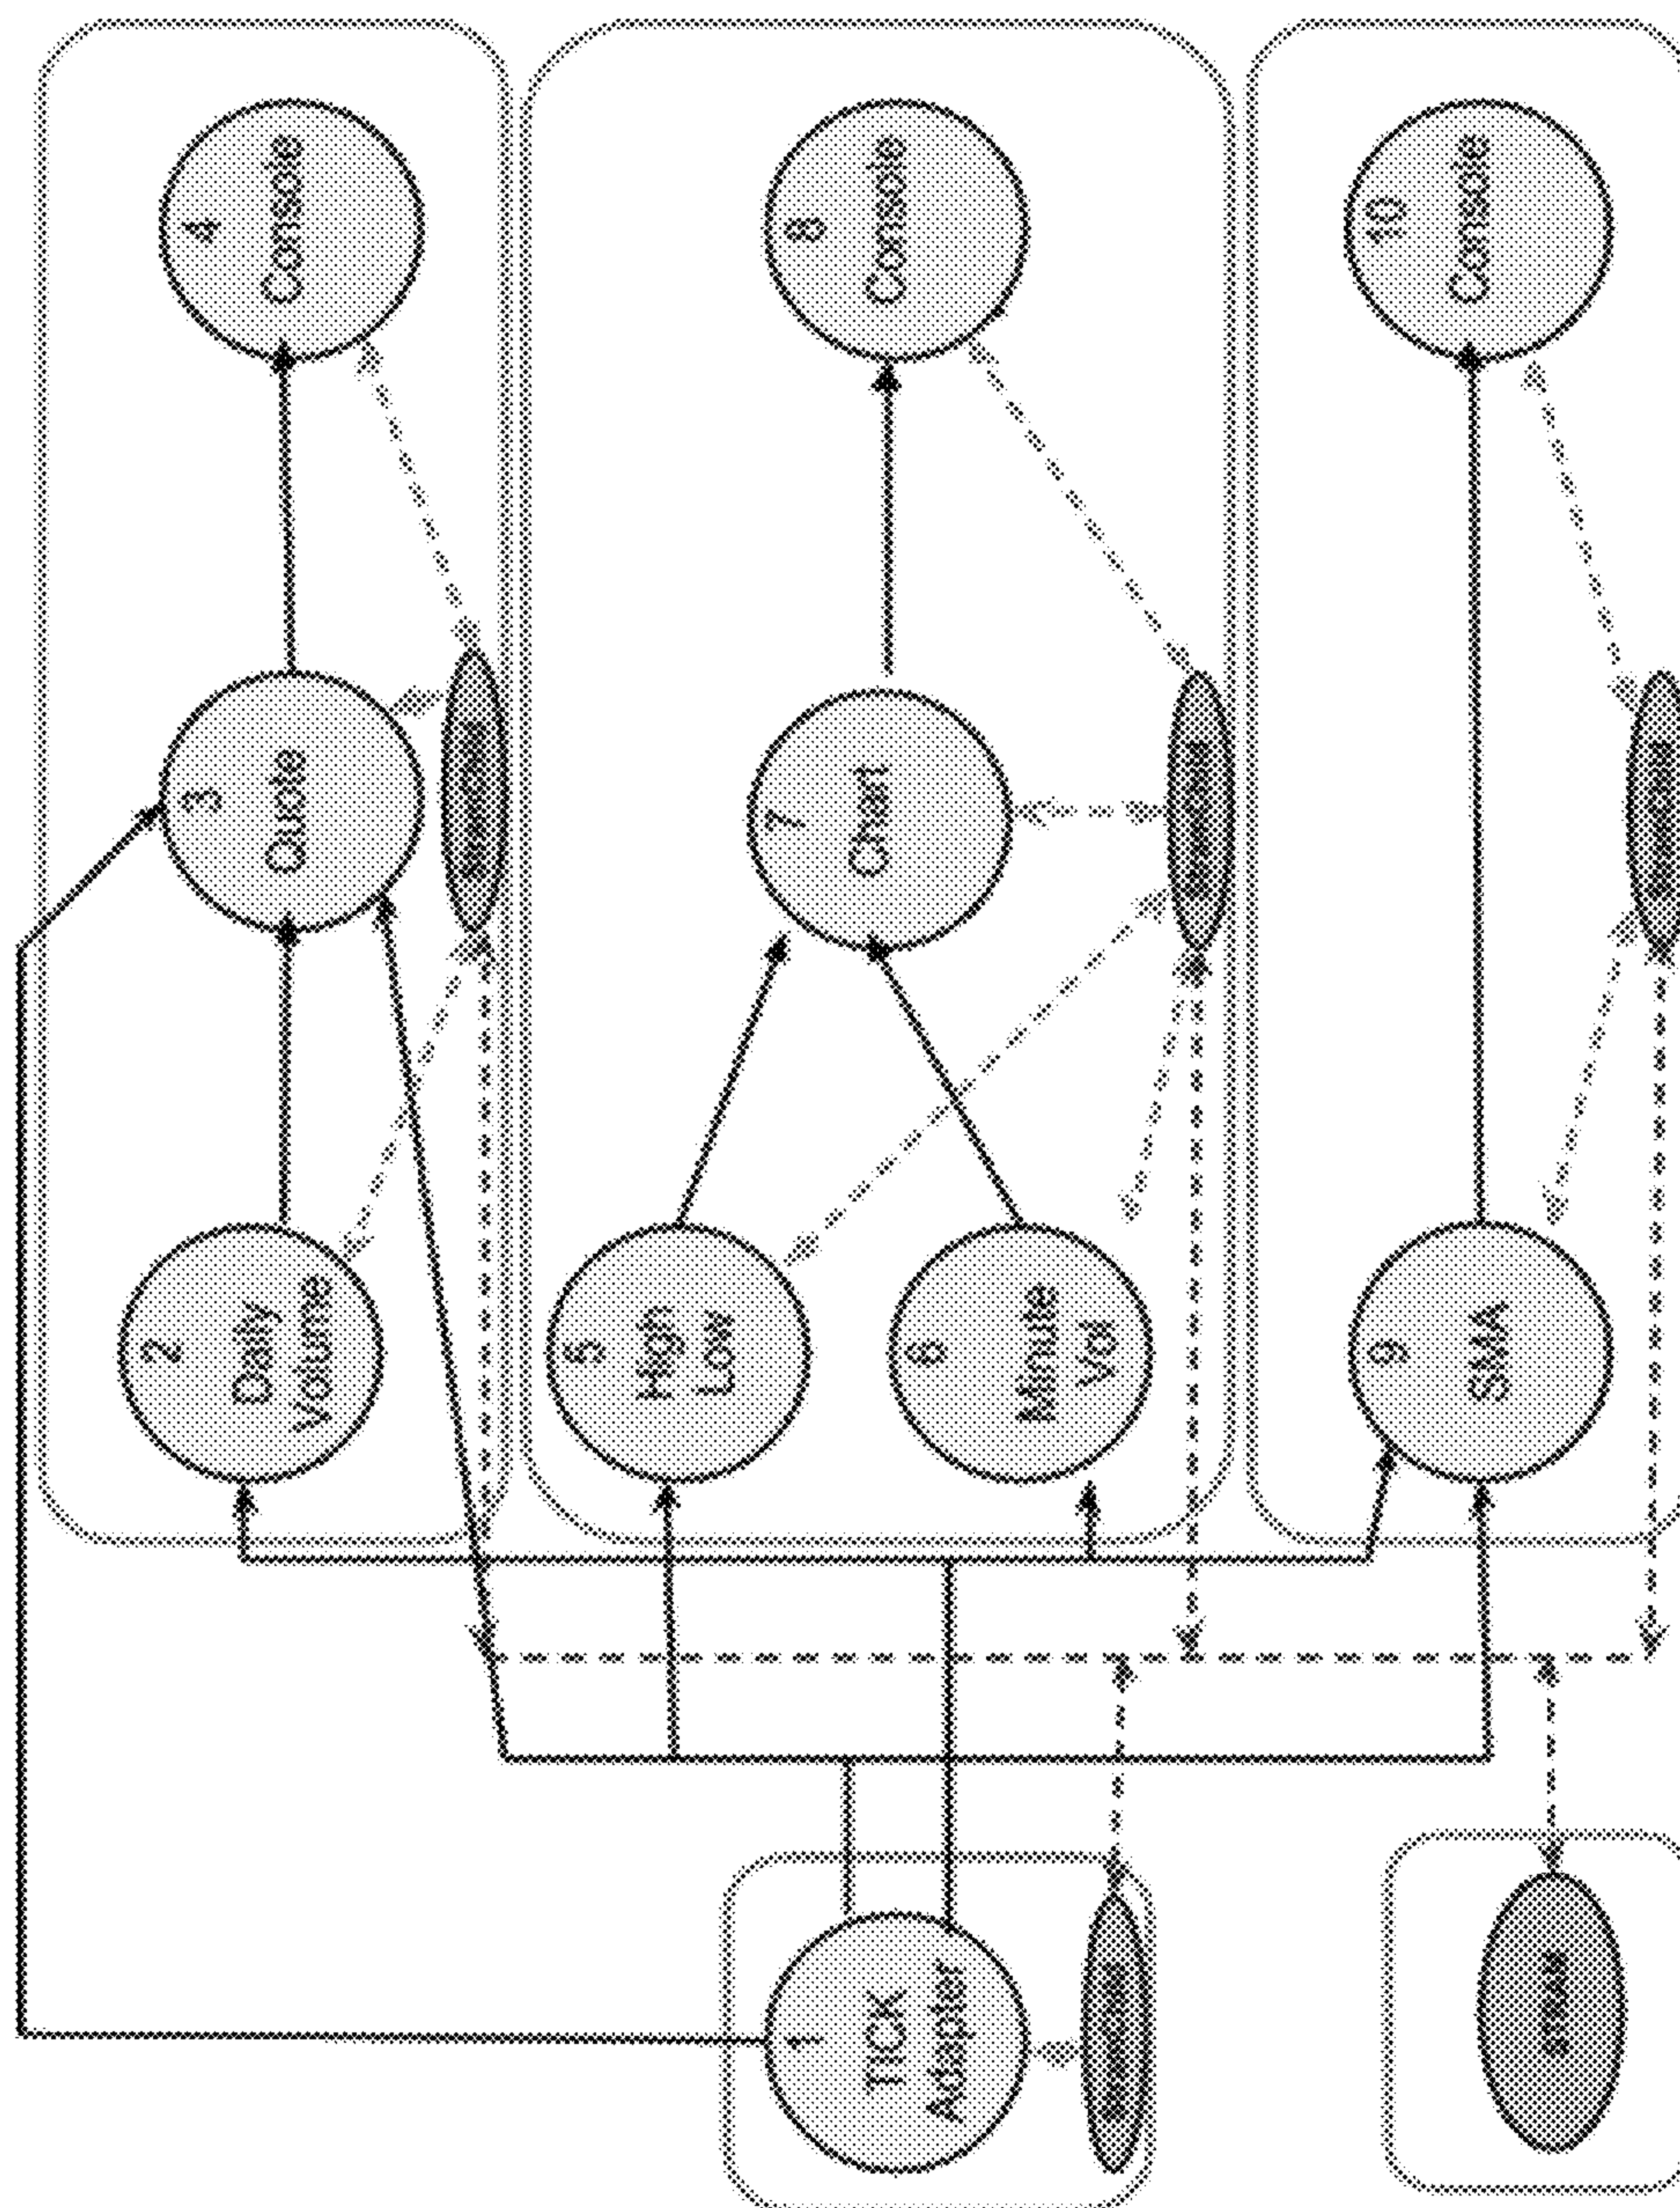 4
Console
8
Console
10
Console
3
Quote
7
Chart
2
Daily
Volume
5
High
Low
6
Minute
Vol
9
SMA
1
TICK
Adapter